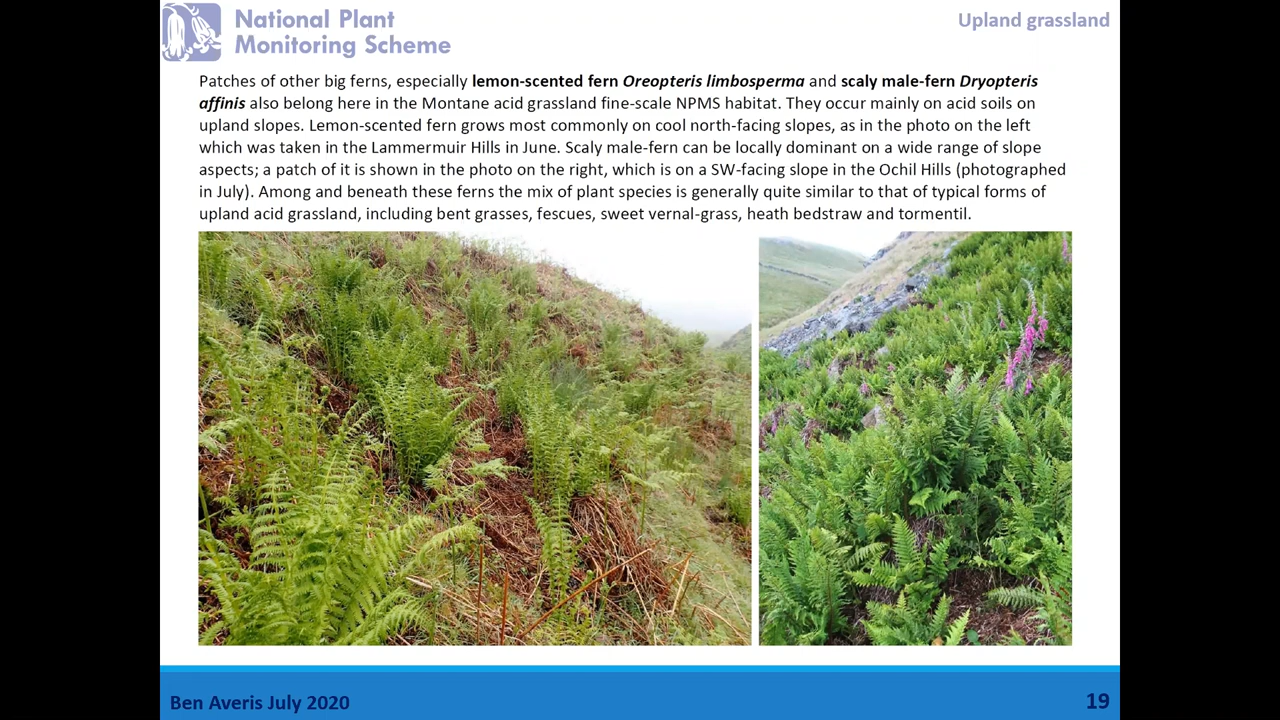 National Plant
Monitoring Scheme
Upland grassland
Patches of other big ferns, especially lemon-scented fern Oreopteris limbosperma and scaly male-fern Dryopteris
affinis also belong here in the Montane acid grassland fine-scale NPMS habitat. They occur mainly on acid soils on
upland slopes. Lemon-scented fern grows most commonly on cool north-facing slopes, as in the photo on the left
which was taken in the Lammermuir Hills in June. Scaly male-fern can be locally dominant on a wide range of slope
aspects; a patch of it is shown in the photo on the right, which is on a SW-facing slope in the Ochil Hills (photographed
in July). Among and beneath these ferns the mix of plant species is generally quite similar to that of typical forms of
upland acid grassland, including bent grasses, fescues, sweet vernal-grass, heath bedstraw and tormentil.
Ben Averis July 2020
19